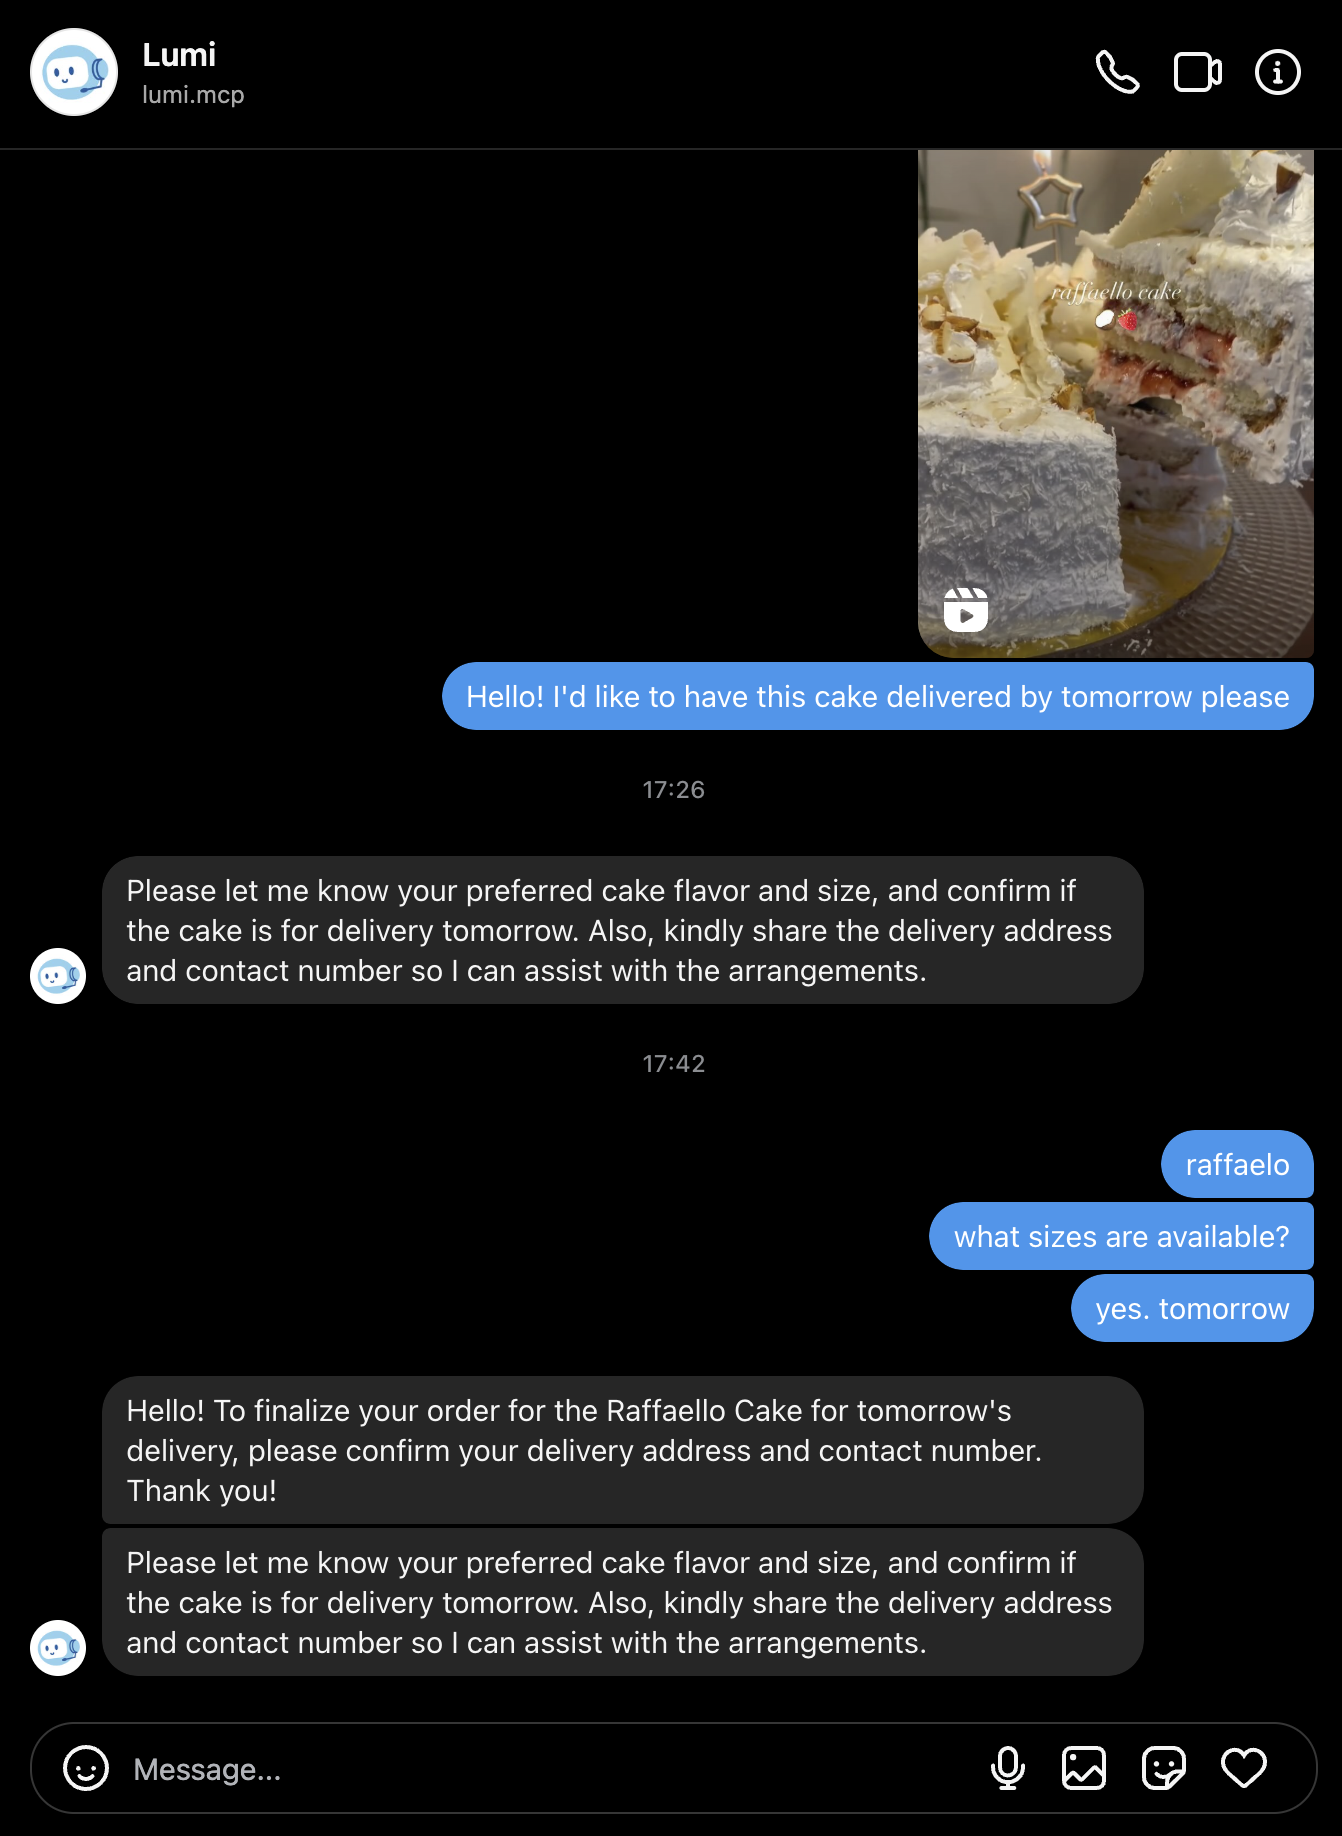 Lumi
lumi.mcp
raffaello cake
Hello! I'd like to have this cake delivered by tomorrow please
17:26
Please let me know your preferred cake flavor and size, and confirm if
the cake is for delivery tomorrow. Also, kindly share the delivery address
and contact number so I can assist with the arrangements.
17:42
raffaelo
what sizes are available?
yes. tomorrow
Hello! To finalize your order for the Raffaello Cake for tomorrow's
delivery, please confirm your delivery address and contact number.
Thank you!
Please let me know your preferred cake flavor and size, and confirm if
the cake is for delivery tomorrow. Also, kindly share the delivery address
and contact number so I can assist with the arrangements.
Message...